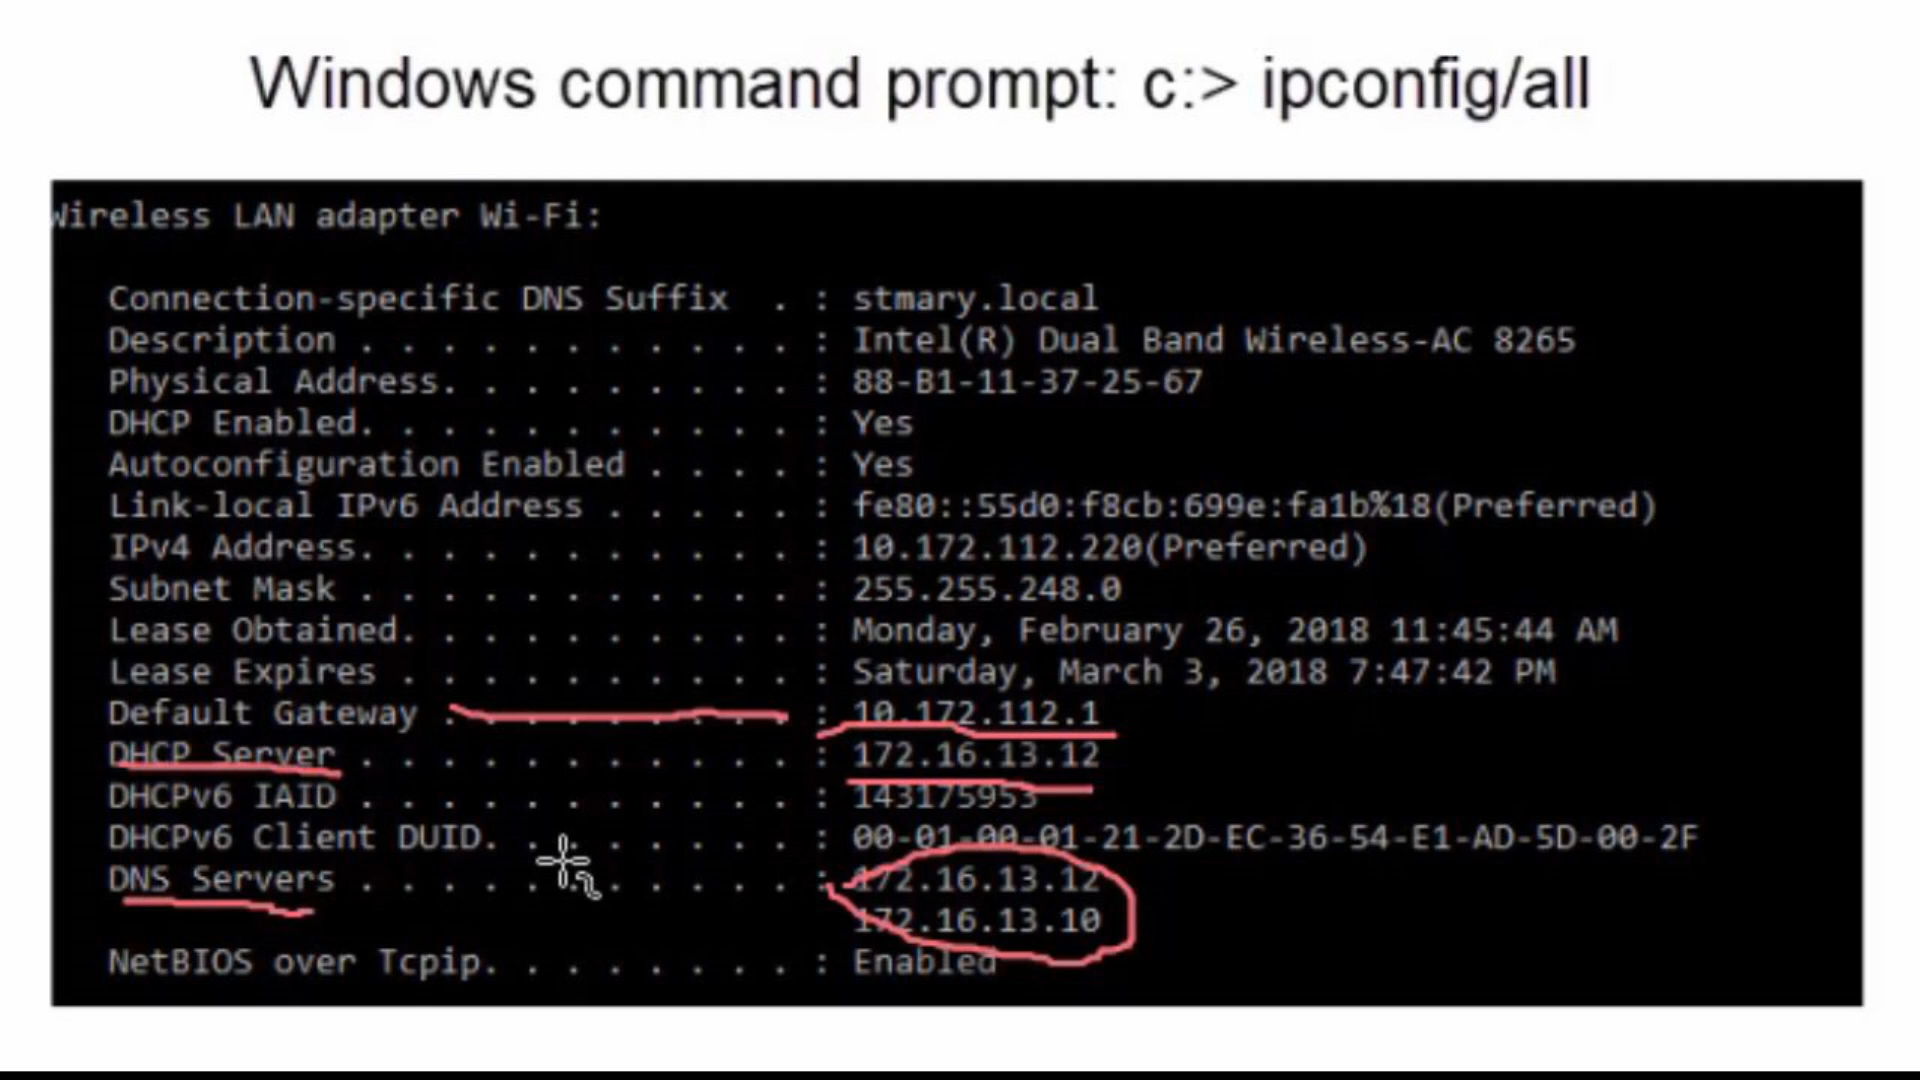 Windows command prompt: c:> ipconfig/all
Wireless LAN adapter Wi-Fi:
Connection-specific DNS Suffix  . : stmary.local
Description . . . . . . . . . . . : Intel(R) Dual Band Wireless-AC 8265
Physical Address. . . . . . . . . : 88-B1-11-37-25-67
DHCP Enabled. . . . . . . . . . . : Yes
Autoconfiguration Enabled . . . . : Yes
Link-local IPv6 Address . . . . . : fe80::55d0:f8cb:699e:fa1b%18(Preferred)
IPv4 Address. . . . . . . . . . . : 10.172.112.220(Preferred)
Subnet Mask . . . . . . . . . . . : 255.255.248.0
Lease Obtained. . . . . . . . . . : Monday, February 26, 2018 11:45:44 AM
Lease Expires . . . . . . . . . . : Saturday, March 3, 2018 7:47:42 PM
Default Gateway . . . . . . . . . : 10.172.112.1
DHCP Server . . . . . . . . . . . : 172.16.13.12
DHCPv6 IAID . . . . . . . . . . . : 143175953
DHCPv6 Client DUID. . . . . . . . : 00-01-00-01-21-2D-EC-36-54-E1-AD-5D-00-2F
DNS Servers . . . . . . . . . . . : 172.16.13.12
172.16.13.10
NetBIOS over Tcpip. . . . . . . . : Enabled